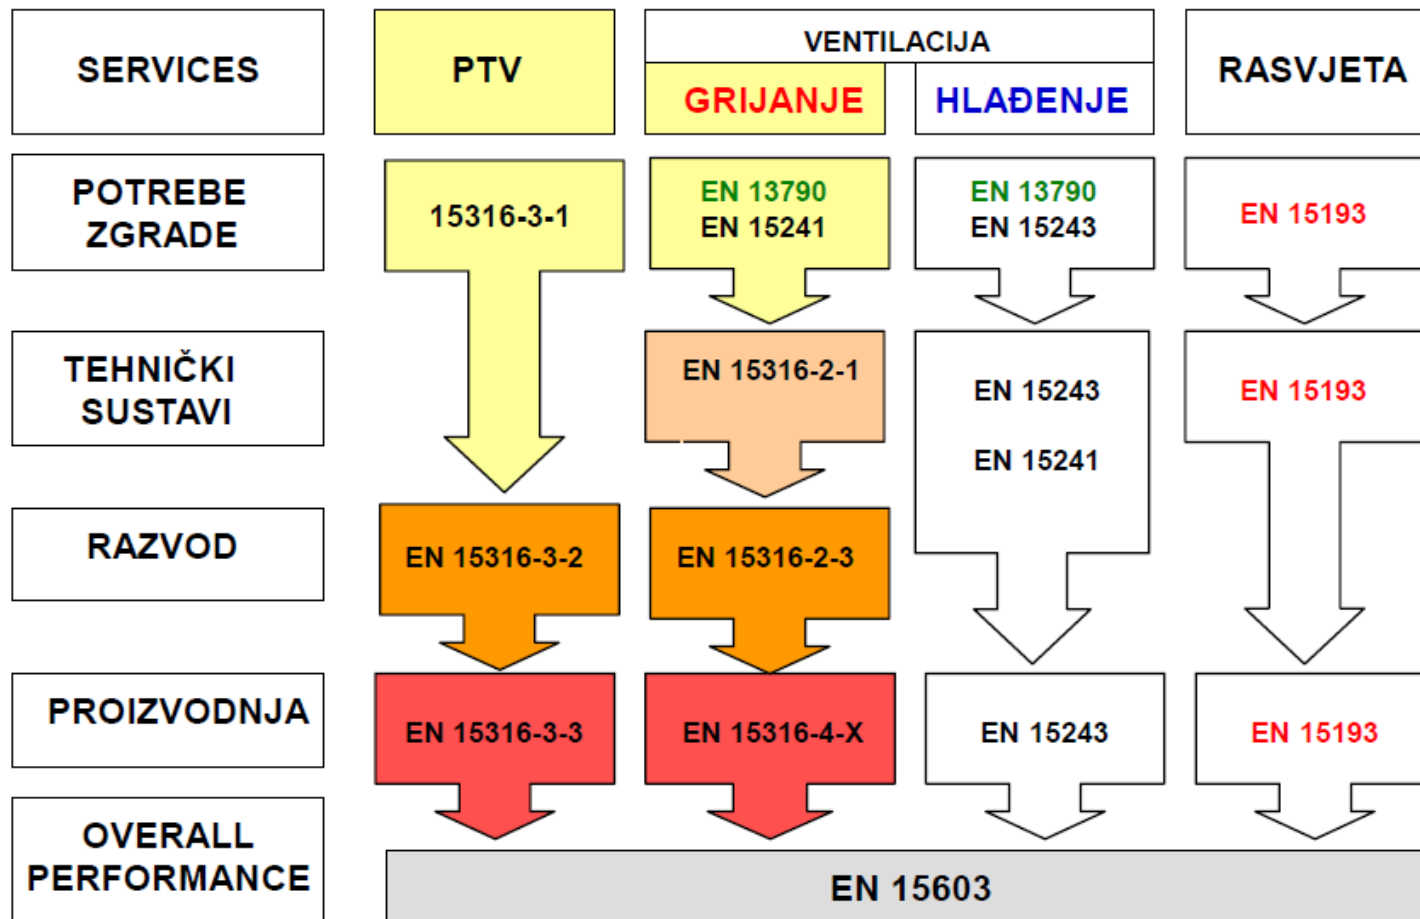 SERVICES
PTV
VENTILACIJA
GRIJANJE
HLAĐENJE
RASVJETA
POTREBE
ZGRADE
15316-3-1
EN 13790
EN 15241
EN 13790
EN 15243
EN 15193
TEHNIČKI
SUSTAVI
EN 15316-2-1
EN 15243
EN 15241
EN 15193
RAZVOD
EN 15316-3-2
EN 15316-2-3
PROIZVODNJA
EN 15316-3-3
EN 15316-4-X
EN 15243
EN 15193
OVERALL
PERFORMANCE
EN 15603